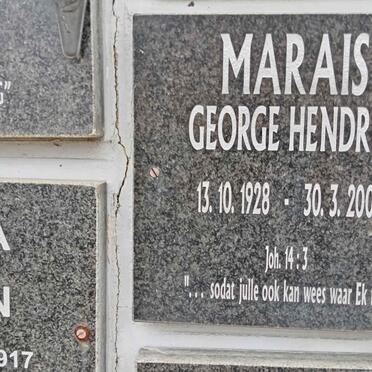 MARAIS
GEORGE HENDR
13. 10. 1928 - 30. 3. 200
Joh. 14 : 3
"... sodat julle ook kan wees waar Ek
S"
A
N
917